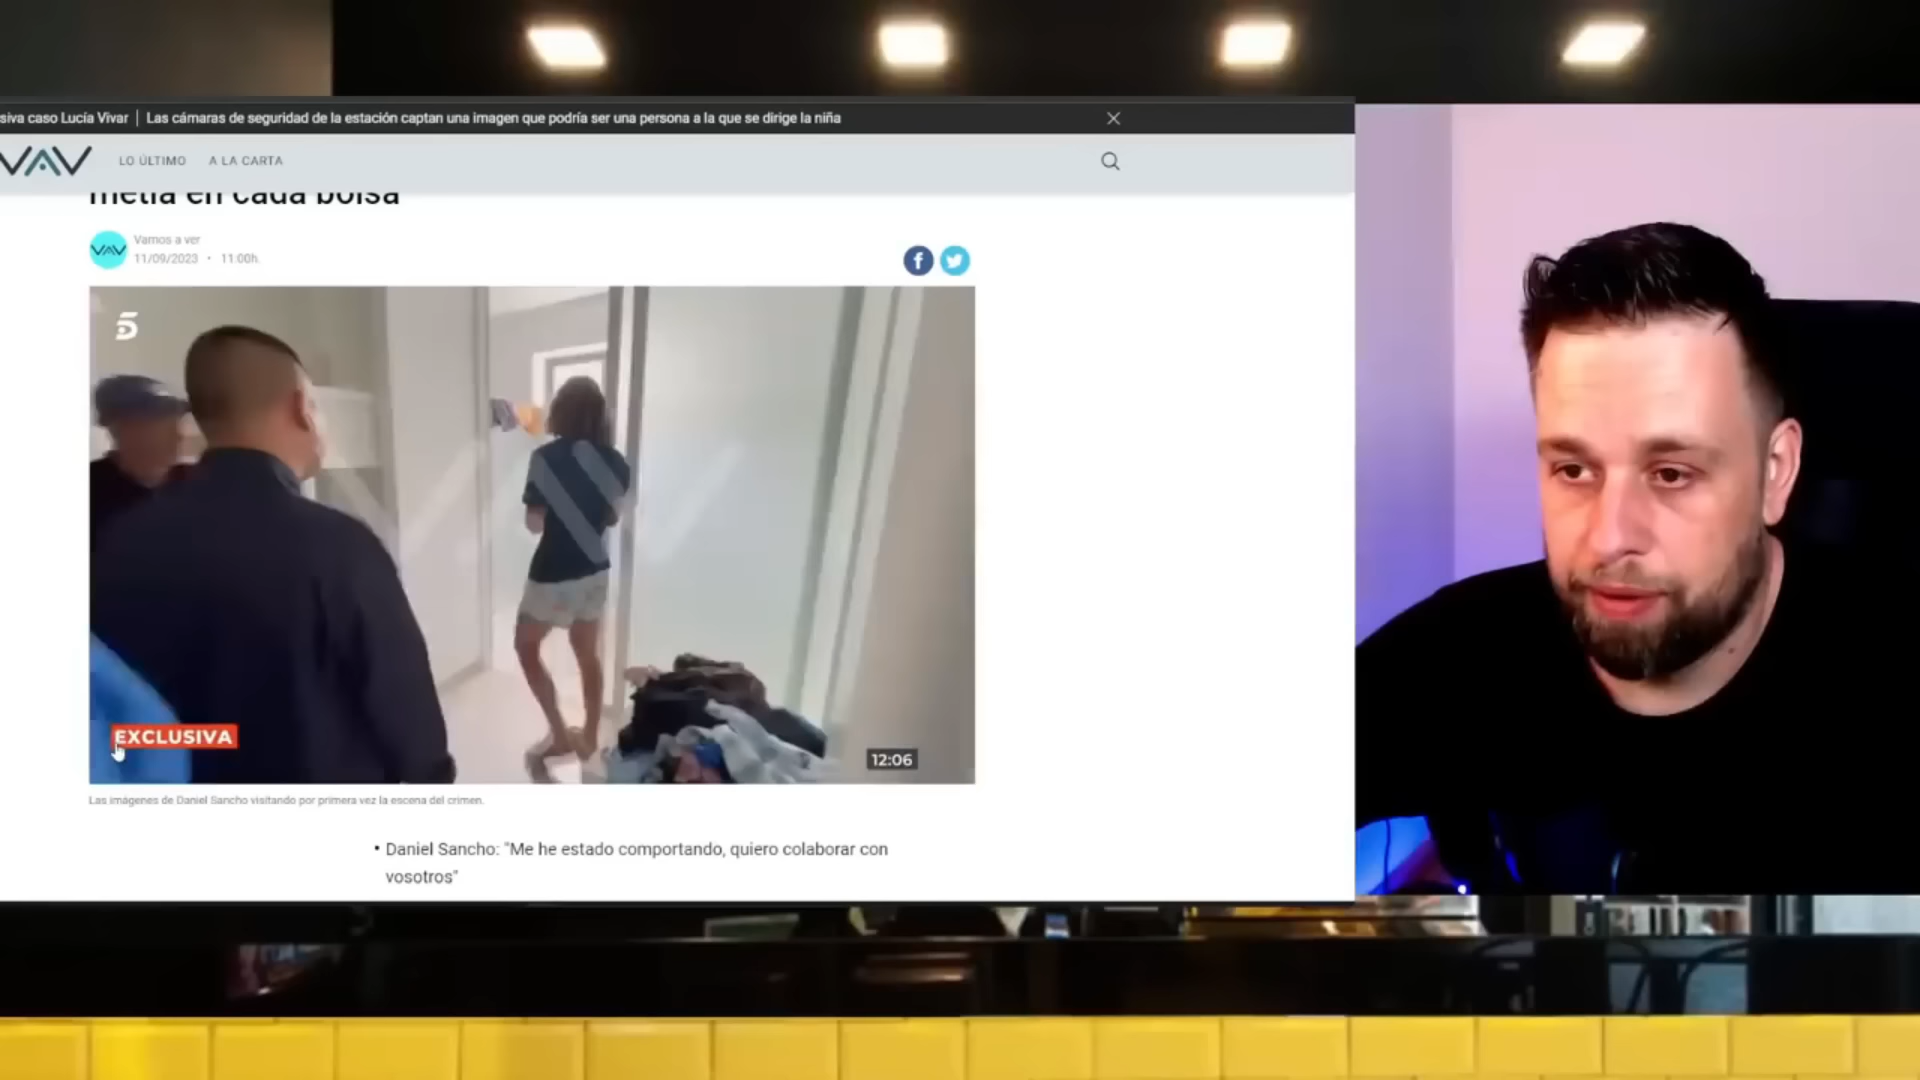 siva caso Lucía Vivar | Las cámaras de seguridad de la estación captan una imagen que podría ser una persona a la que se dirige la niña
VAV LO ÚLTIMO A LA CARTA
metía en cada bolsa
VAV
Vamos a ver
11/09/2023 · 11:00h.
f
5
EXCLUSIVA
12:06
Las imágenes de Daniel Sancho visitando por primera vez la escena del crimen.
• Daniel Sancho: "Me he estado comportando, quiero colaborar con
vosotros"